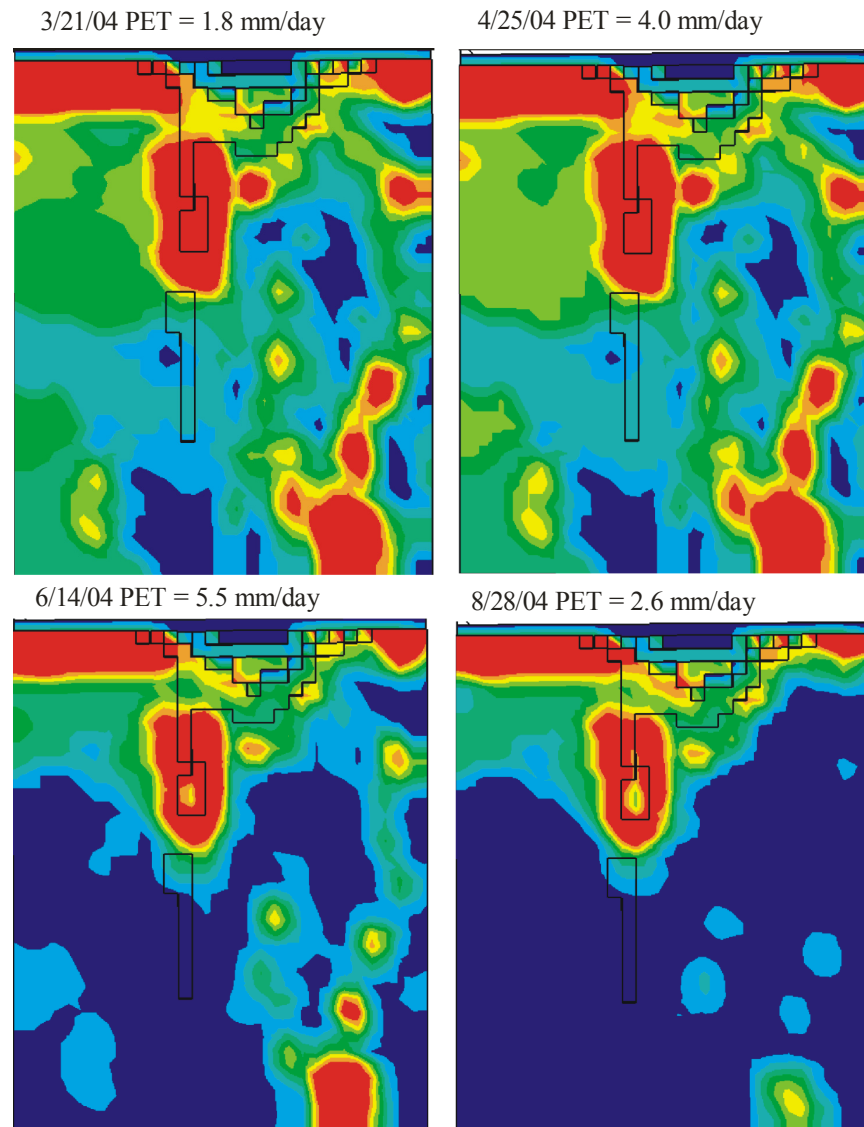 3/21/04 PET = 1.8 mm/day
4/25/04 PET = 4.0 mm/day
6/14/04 PET = 5.5 mm/day
8/28/04 PET = 2.6 mm/day